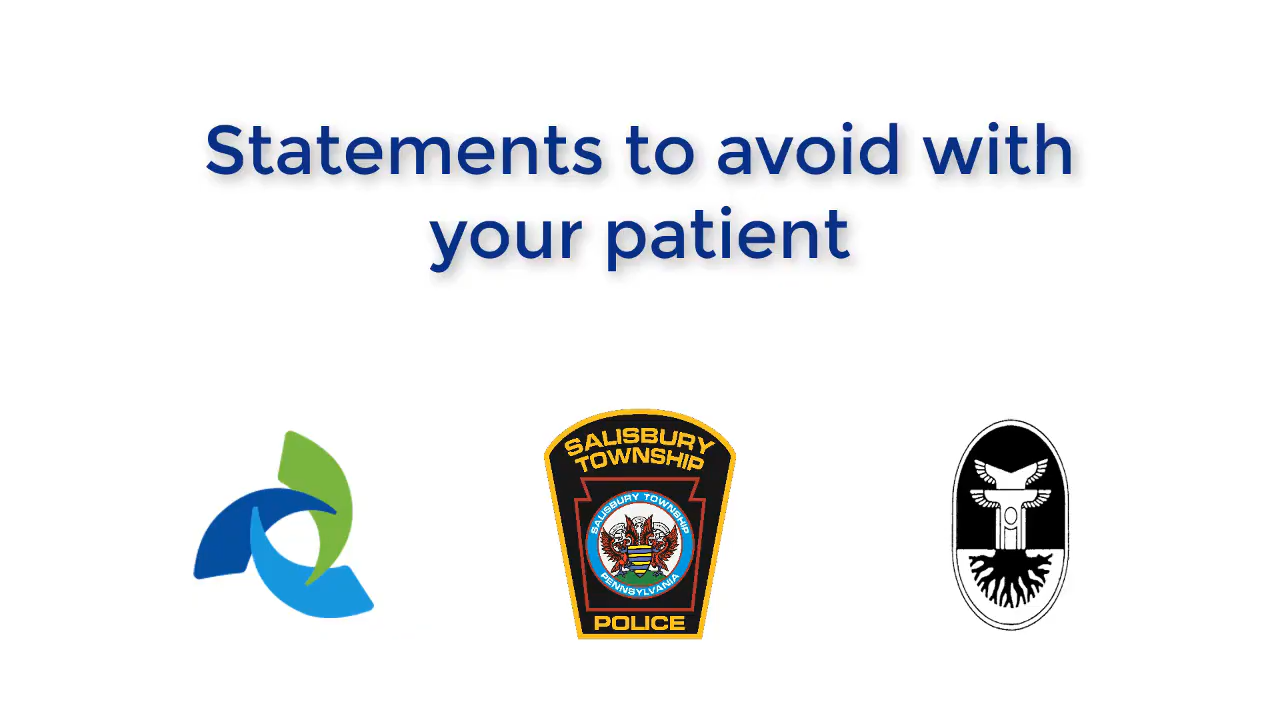 Statements to avoid with
your patient
SALISBURY
TOWNSHIP
SALISBURY TOWNSHIP
PENNSYLVANIA
POLICE